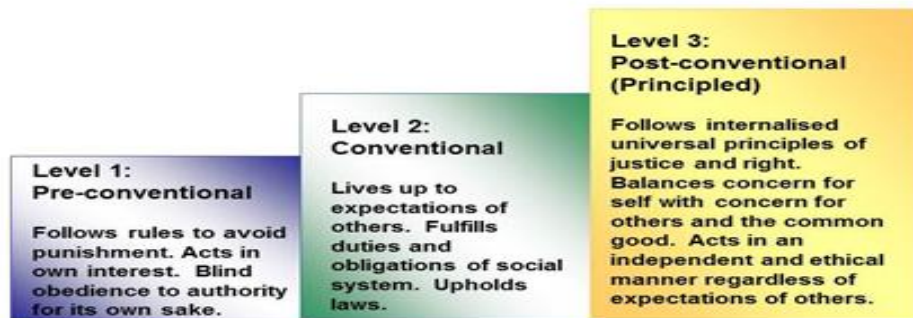 Level 1:
Pre-conventional
Follows rules to avoid
punishment. Acts in
own interest. Blind
obedience to authority
for its own sake.
Level 2:
Conventional
Lives up to
expectations of
others. Fulfills
duties and
obligations of social
system. Upholds
laws.
Level 3:
Post-conventional
(Principled)
Follows internalised
universal principles of
justice and right.
Balances concern for
self with concern for
others and the common
good. Acts in an
independent and ethical
manner regardless of
expectations of others.